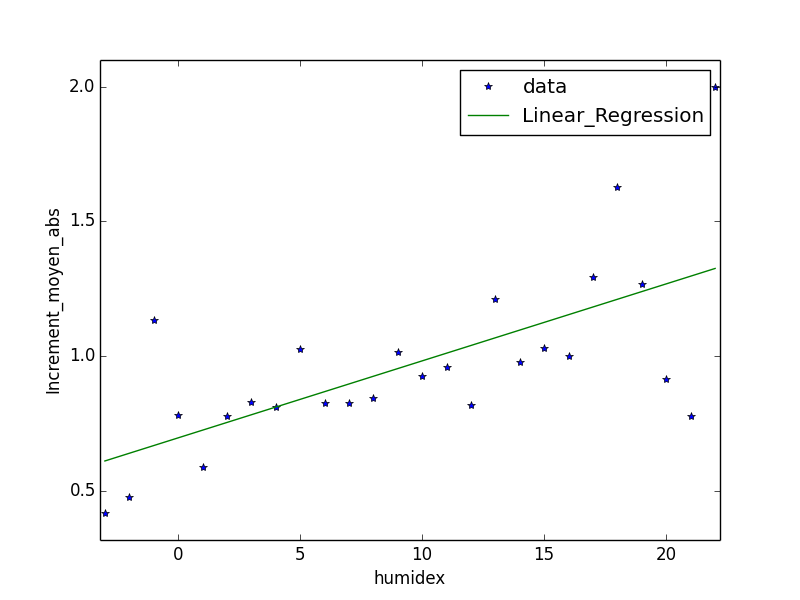 data
Linear_Regression
2.0
1.5
1.0
0.5
Increment_moyen_abs
0 5 10 15 20
humidex